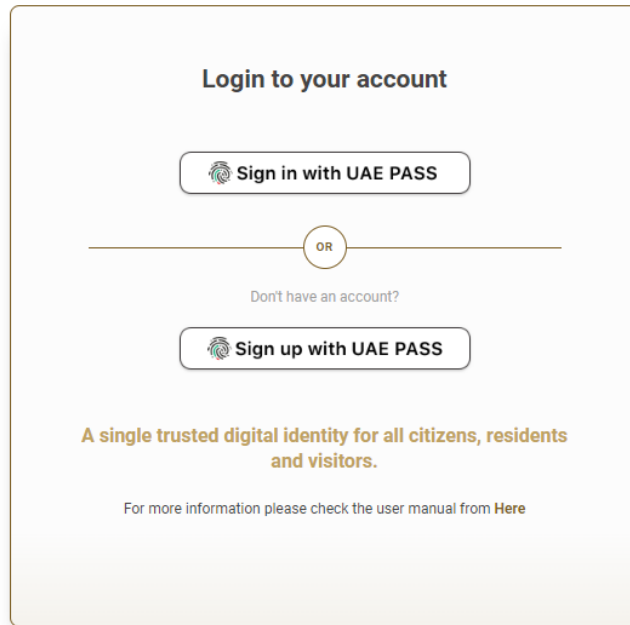 Login to your account
Sign in with UAE PASS
OR
Don't have an account?
Sign up with UAE PASS
A single trusted digital identity for all citizens, residents
and visitors.
For more information please check the user manual from Here